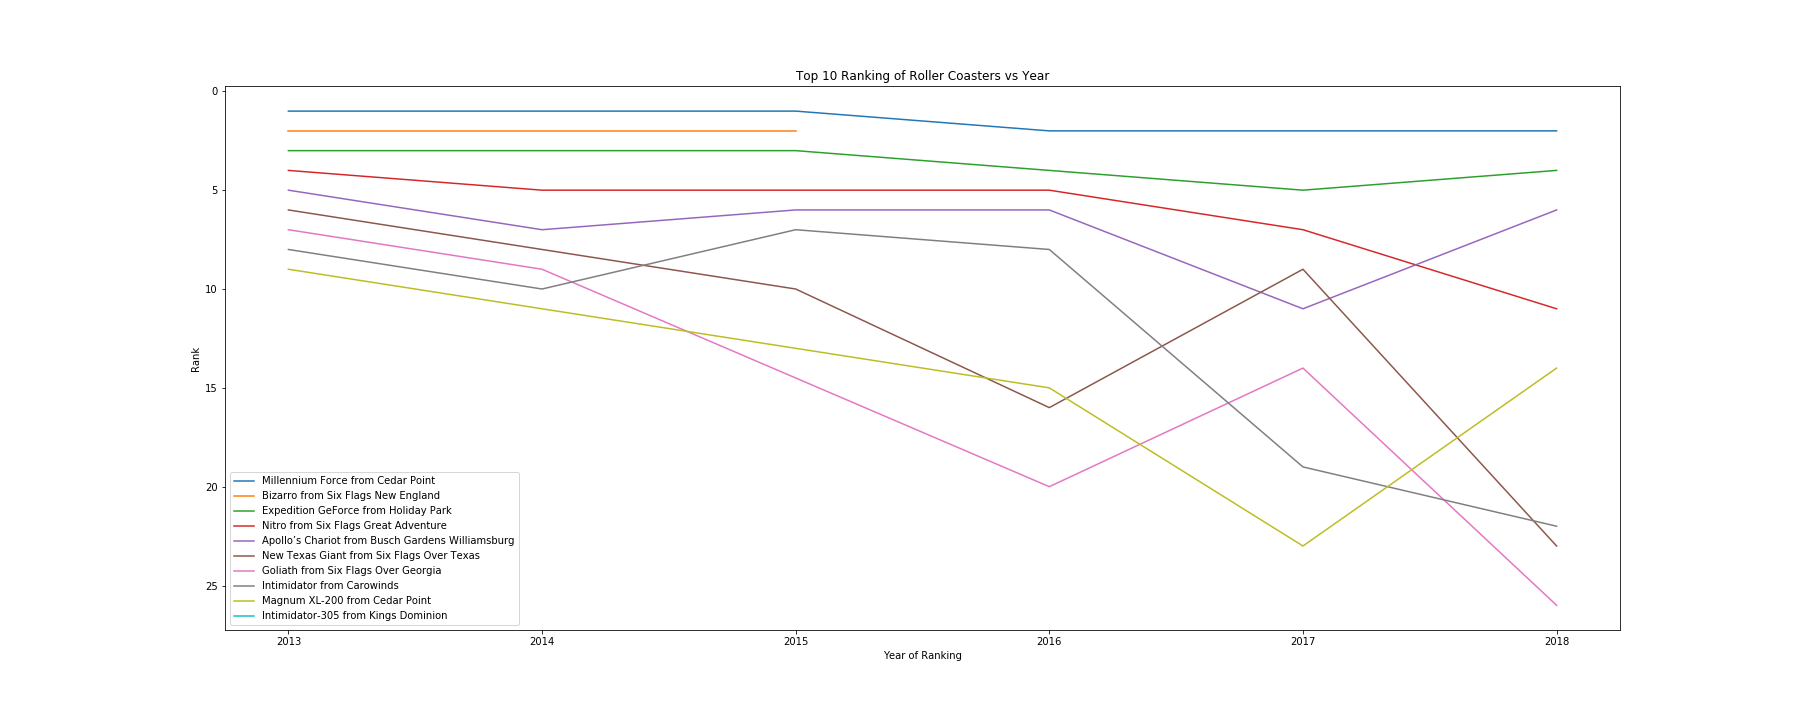 Top 10 Ranking of Roller Coasters vs Year
0
5
10
15
20
25
Rank
Millennium Force from Cedar Point
Bizarro from Six Flags New England
Expedition GeForce from Holiday Park
Nitro from Six Flags Great Adventure
Apollo’s Chariot from Busch Gardens Williamsburg
New Texas Giant from Six Flags Over Texas
Goliath from Six Flags Over Georgia
Intimidator from Carowinds
Magnum XL-200 from Cedar Point
Intimidator-305 from Kings Dominion
2013 2014 2015 2016 2017 2018
Year of Ranking